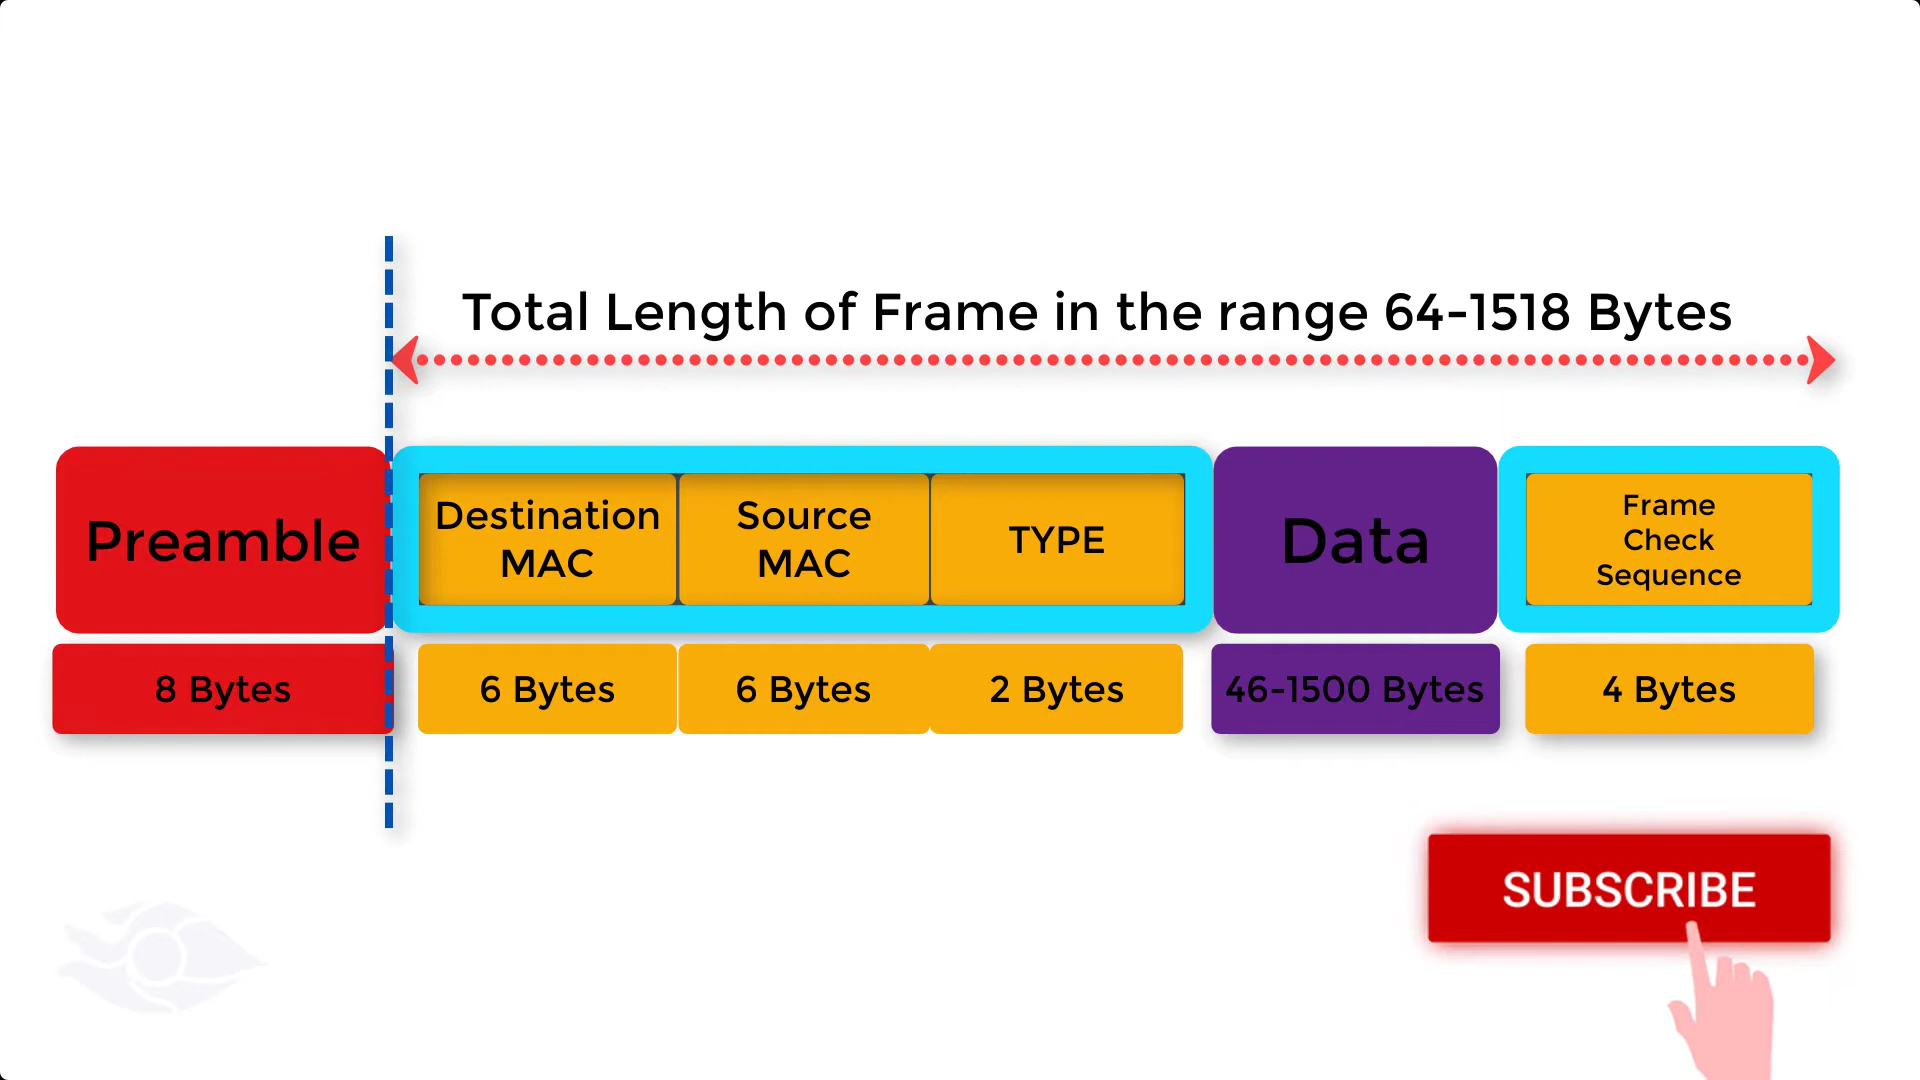 Total Length of Frame in the range 64-1518 Bytes
Preamble
Destination
MAC
Source
MAC
TYPE
Data
Frame
Check
Sequence
8 Bytes
6 Bytes
6 Bytes
2 Bytes
46-1500 Bytes
4 Bytes
SUBSCRIBE